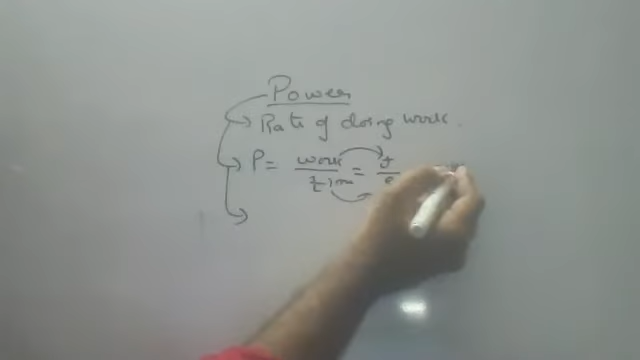 Power
Rate of doing work.
P = work / time = J /